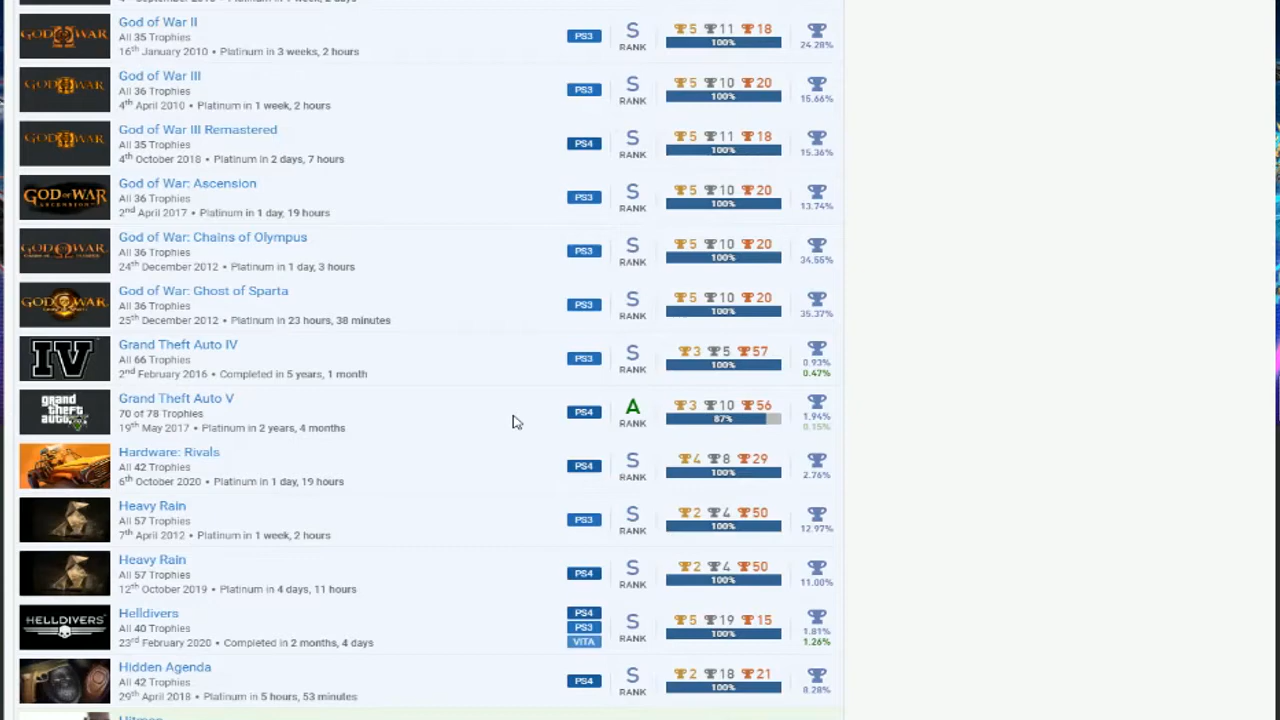 God of War II
All 35 Trophies
16th January 2010 • Platinum in 3 weeks, 2 hours
PS3
S
RANK
5 11 18
100%
24.28%
God of War III
All 36 Trophies
4th April 2010 • Platinum in 1 week, 2 hours
PS3
S
RANK
5 10 20
100%
15.66%
God of War III Remastered
All 35 Trophies
4th October 2018 • Platinum in 2 days, 7 hours
PS4
S
RANK
5 11 18
100%
15.36%
GOD OF WAR
ASCENSION
God of War: Ascension
All 36 Trophies
2nd April 2017 • Platinum in 1 day, 19 hours
PS3
S
RANK
5 10 20
100%
13.74%
God of War: Chains of Olympus
All 36 Trophies
24th December 2012 • Platinum in 1 day, 3 hours
PS3
S
RANK
5 10 20
100%
34.55%
God of War: Ghost of Sparta
All 36 Trophies
25th December 2012 • Platinum in 23 hours, 38 minutes
PS3
S
RANK
5 10 20
100%
35.37%
IV
Grand Theft Auto IV
All 66 Trophies
2nd February 2016 • Completed in 5 years, 1 month
PS3
S
RANK
3 5 57
100%
0.93%
0.47%
grand
theft
auto
Grand Theft Auto V
70 of 78 Trophies
9th May 2017 • Platinum in 2 years, 4 months
PS4
A
RANK
3 10 56
87%
1.94%
0.15%
Hardware: Rivals
All 42 Trophies
6th October 2020 • Platinum in 1 day, 19 hours
PS4
S
RANK
4 8 29
100%
2.76%
Heavy Rain
All 57 Trophies
7th April 2012 • Platinum in 1 week, 2 hours
PS3
S
RANK
2 4 50
100%
12.97%
Heavy Rain
All 57 Trophies
12th October 2019 • Platinum in 4 days, 11 hours
PS4
S
RANK
2 4 50
100%
11.00%
HELLDIVERS
Helldivers
All 40 Trophies
23rd February 2020 • Completed in 2 months, 4 days
PS4
PS3
VITA
S
RANK
5 19 15
100%
1.81%
1.26%
Hidden Agenda
All 42 Trophies
29th April 2018 • Platinum in 5 hours, 53 minutes
PS4
S
RANK
2 18 21
100%
8.28%